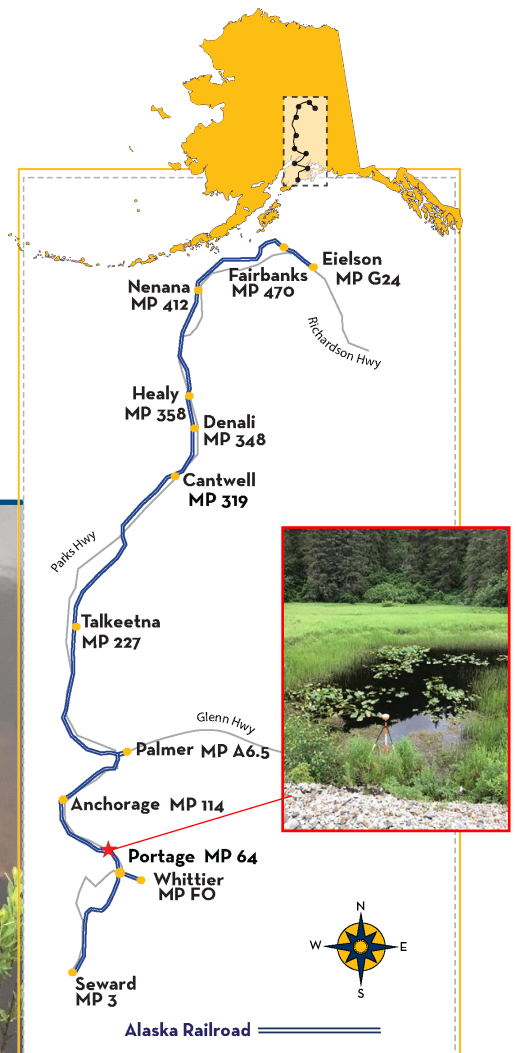 Eielson
MP G24
Fairbanks
MP 470
Nenana
MP 412
Richardson Hwy
Healy
MP 358
Denali
MP 348
Cantwell
MP 319
Parks Hwy
Talkeetna
MP 227
Glenn Hwy
Palmer MP A6.5
Anchorage MP 114
Portage MP 64
Whittier
MP FO
Seward
MP 3
N
W E
S
Alaska Railroad